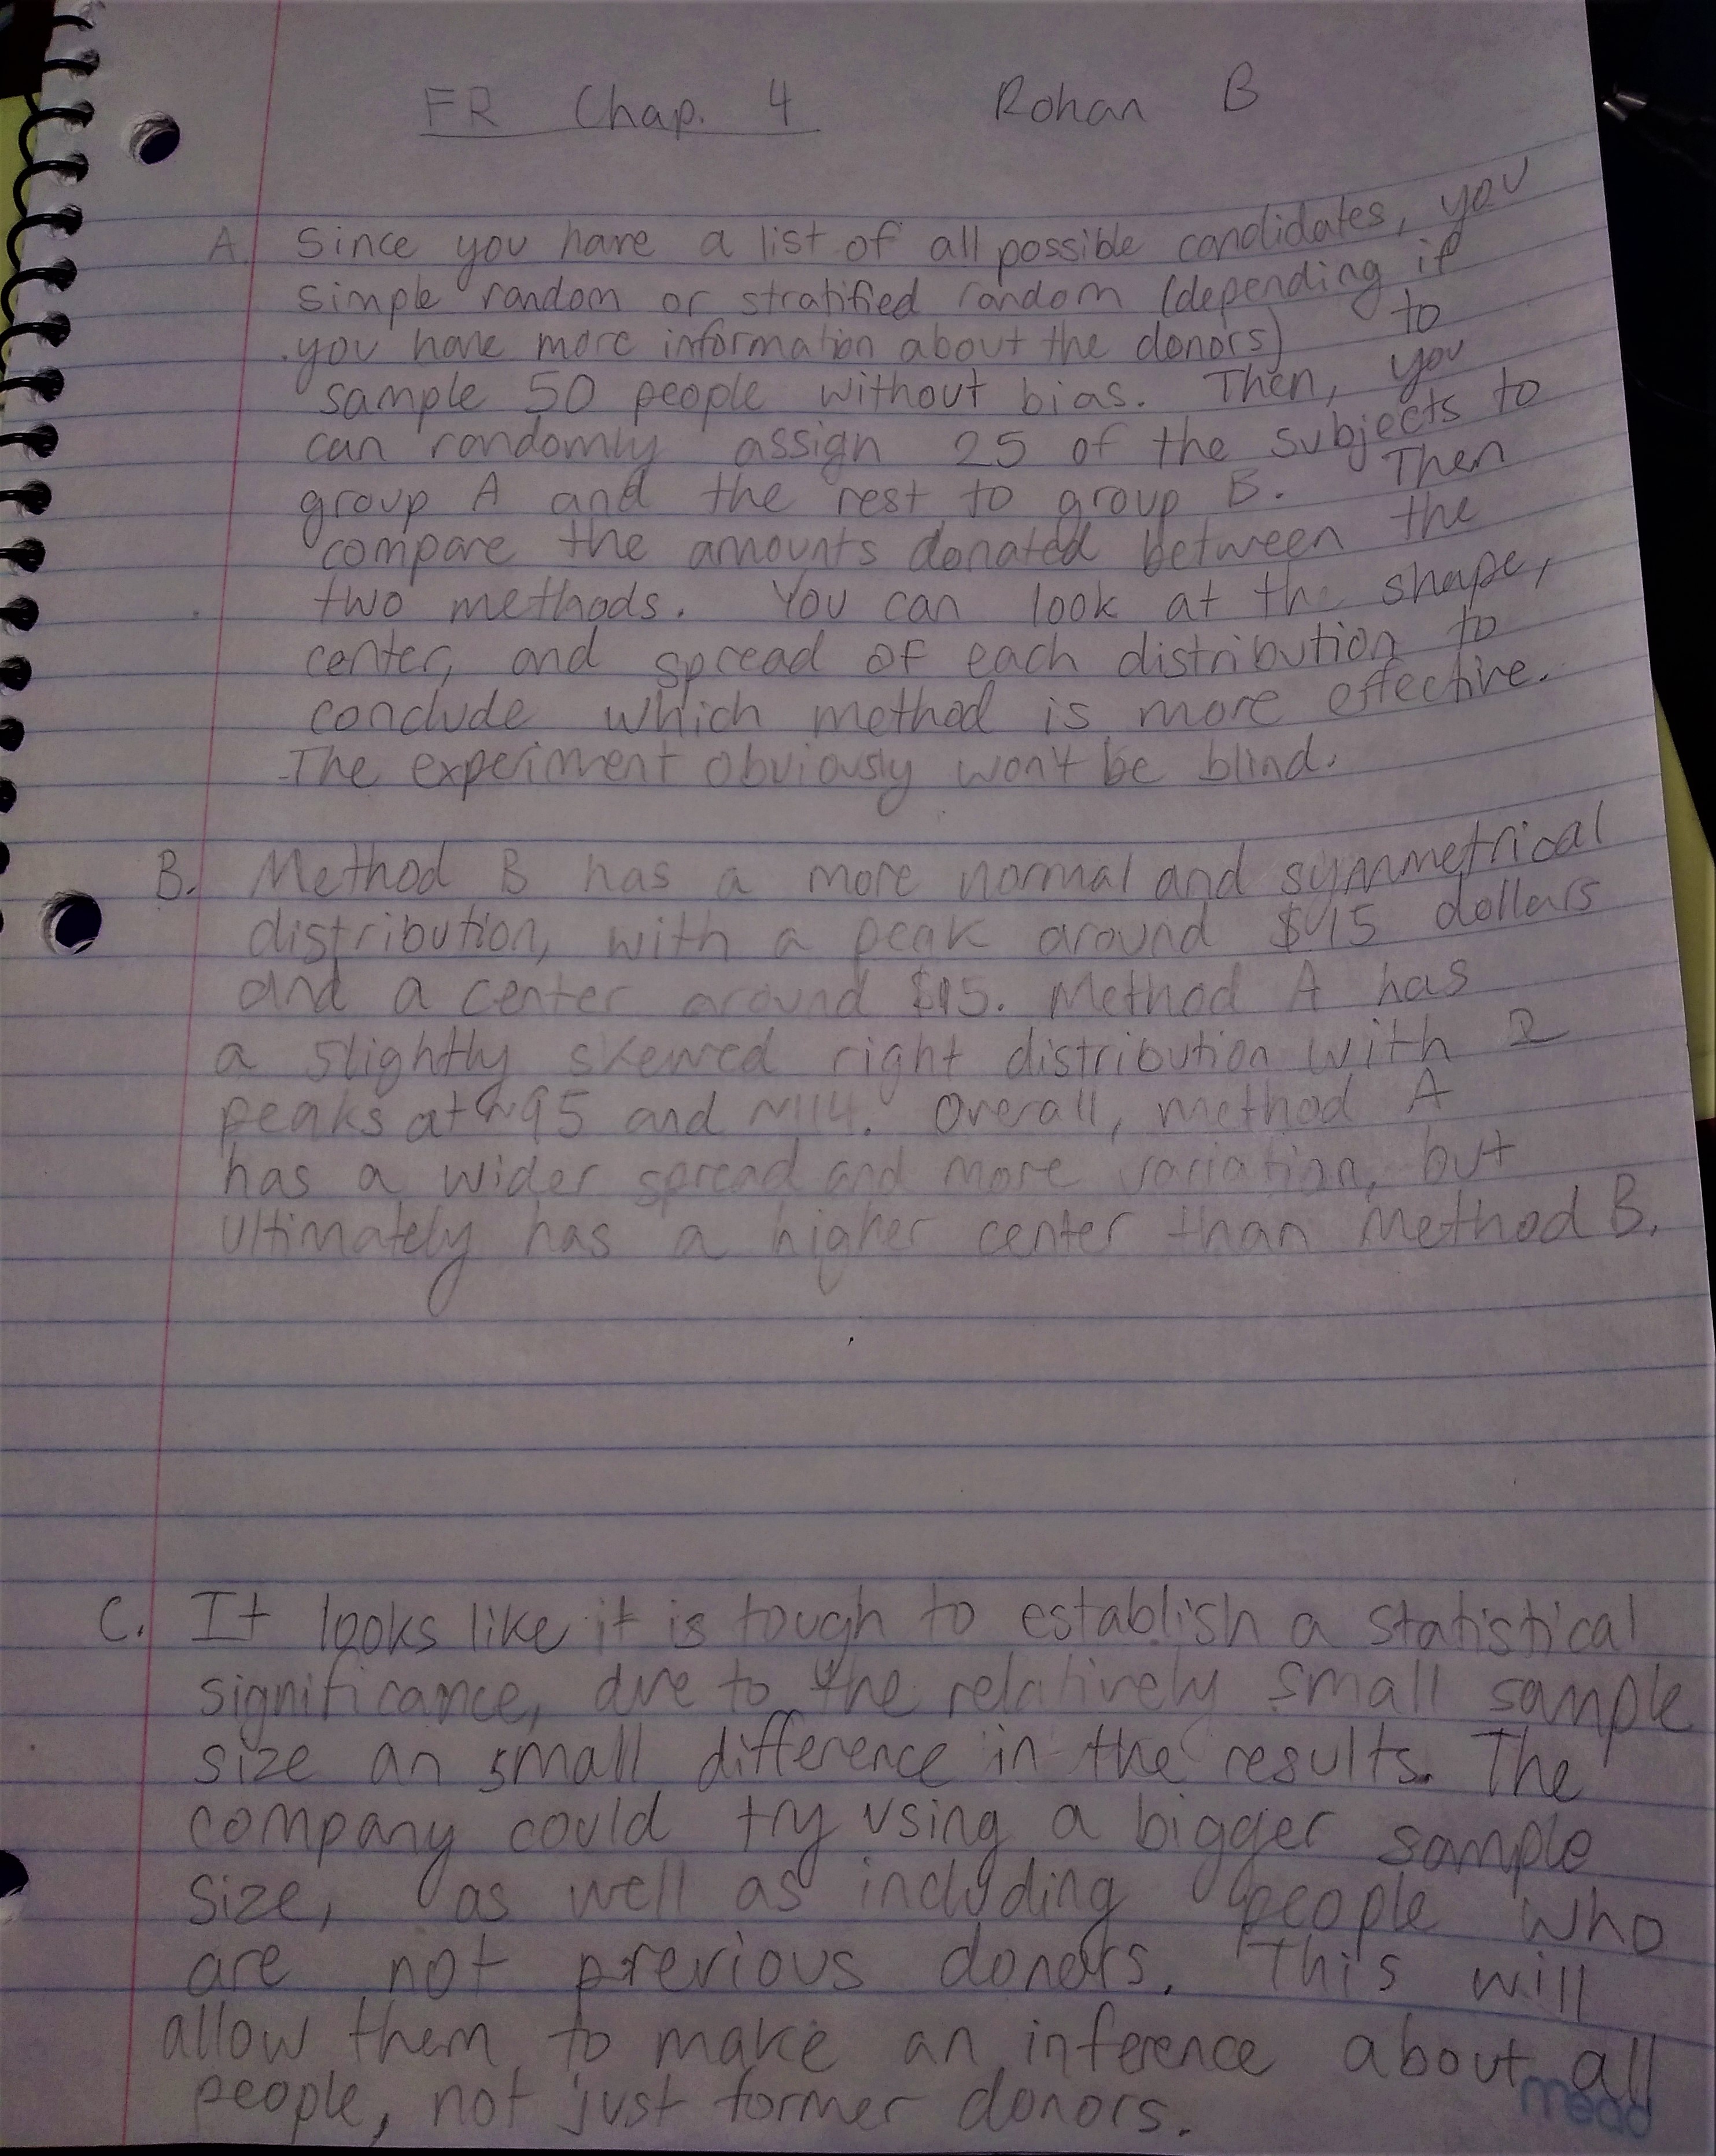 FR Chap. 4 Rohan B
A. Since you have a list of all possible candidates, you
simple random or stratified random (depending if
you have more information about the donors) to
sample 50 people without bias. Then, you
can randomly assign 25 of the subjects to
group A and the rest to group B. Then
compare the amounts donated between the
two methods. You can look at the shape,
center, and spread of each distribution to
conclude which method is more effective.
The experiment obviously won't be blind.
B. Method B has a more normal and symmetrical
distribution, with a peak around dollars
and a center around $95. Method A has
a slightly skewed right distribution with 2
peaks at ~95 and ~114. Overall, method A
has a wider spread and more variation, but
ultimately has a higher center than Method B.
C. It looks like it is tough to establish a statistical
significance, due to the relatively small sample
size an small difference in the results. The
company could try using a bigger sample
size, as well as including people who
are not previous donors. This will
allow them to make an inference about all
people, not just former donors.
mead